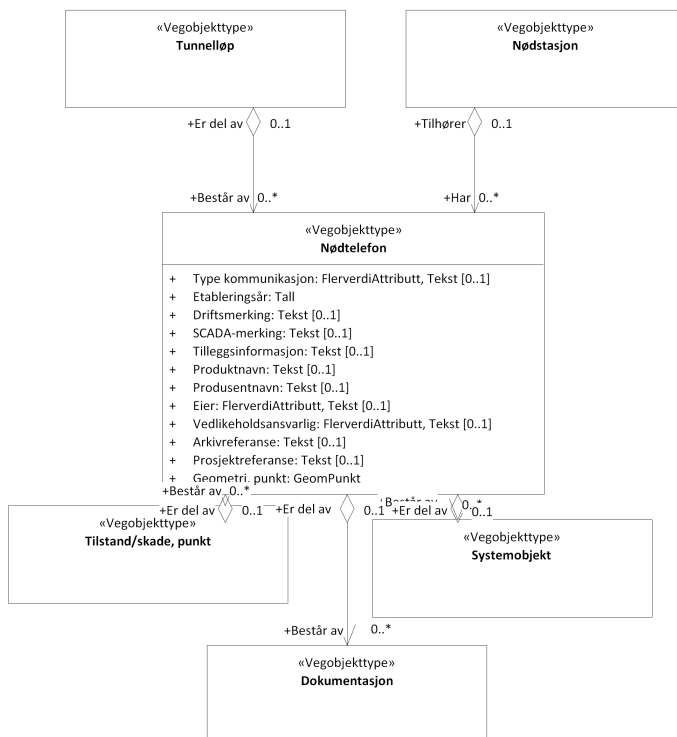 «Vegobjekttype»
Tunnelløp
«Vegobjekttype»
Nødstasjon
+Er del av 0..1
+Tilhører 0..1
+Består av 0..*
+Har 0..*
«Vegobjekttype»
Nødtelefon
+ Type kommunikasjon: FlerverdiAttributt, Tekst [0..1]
+ Etableringsår: Tall
+ Driftsmerking: Tekst [0..1]
+ SCADA-merking: Tekst [0..1]
+ Tilleggsinformasjon: Tekst [0..1]
+ Produktnavn: Tekst [0..1]
+ Produsentnavn: Tekst [0..1]
+ Eier: FlerverdiAttributt, Tekst [0..1]
+ Vedlikeholdsansvarlig: FlerverdiAttributt, Tekst [0..1]
+ Arkivreferanse: Tekst [0..1]
+ Prosjektreferanse: Tekst [0..1]
+ Geometri, punkt: GeomPunkt
+Består av 0..*
+Består av 0..*
+Er del av 0..1
+Er del av 0..1
+Er del av 0..1
«Vegobjekttype»
Tilstand/skade, punkt
«Vegobjekttype»
Systemobjekt
+Består av 0..*
«Vegobjekttype»
Dokumentasjon